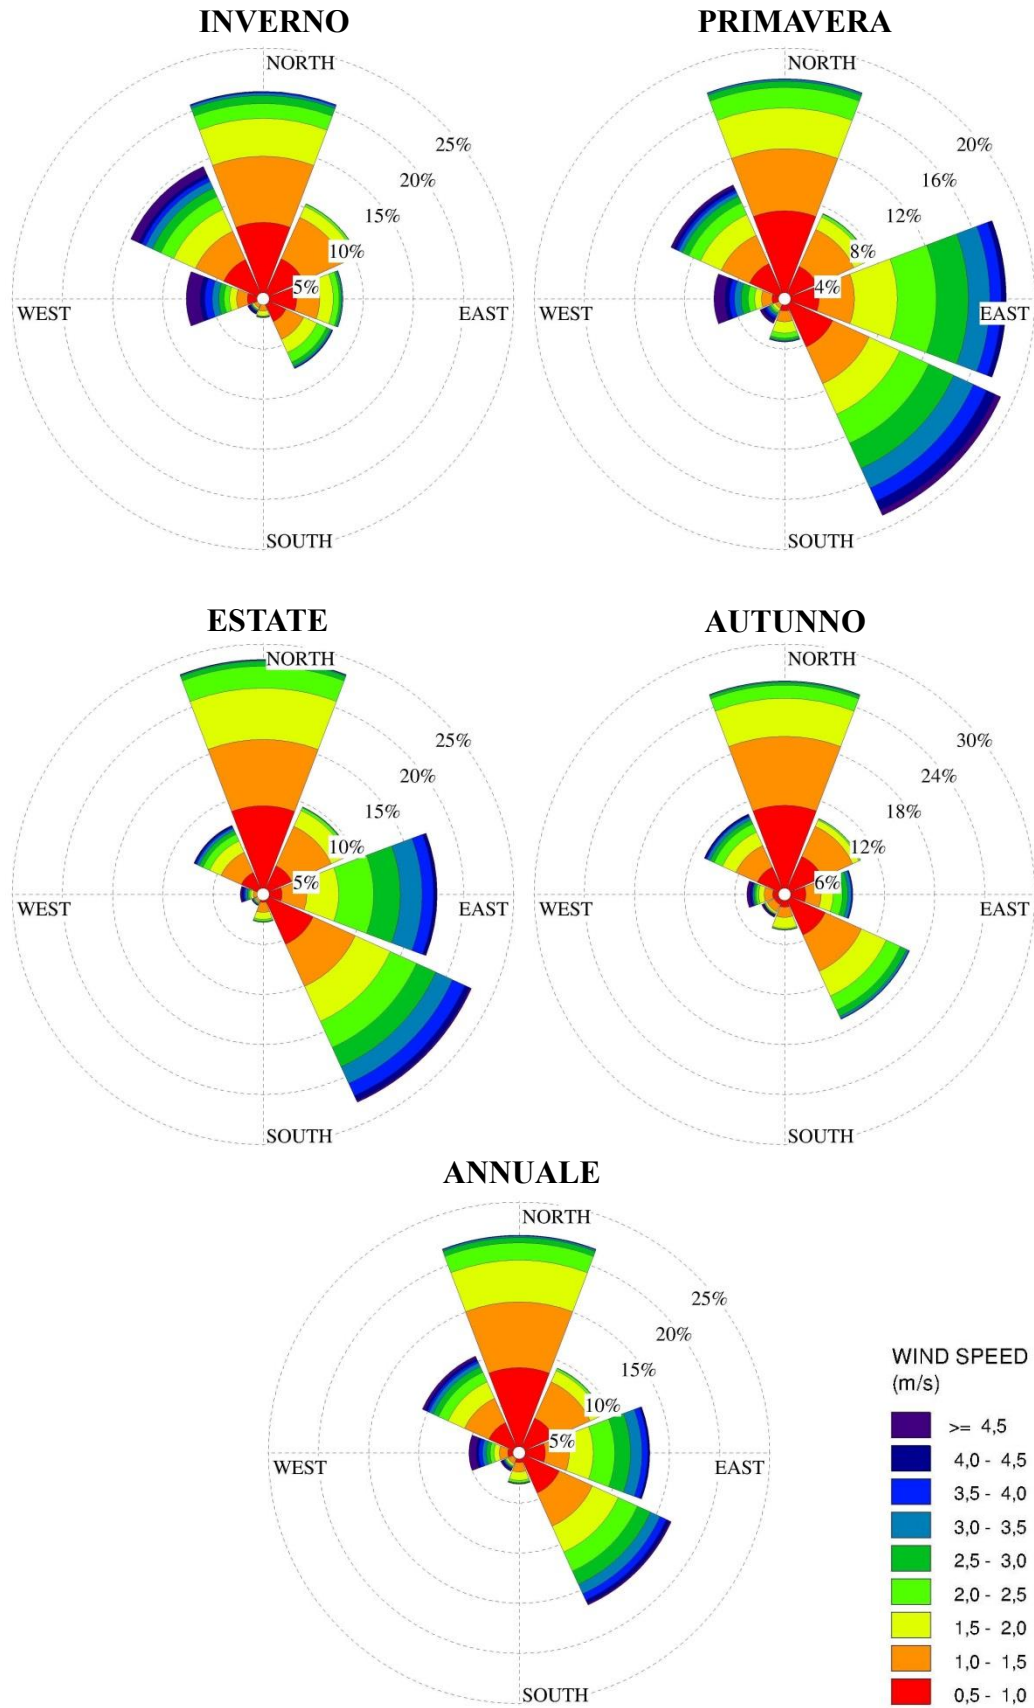 INVERNO
NORTH
25%
20%
15%
10%
5%
WEST
EAST
SOUTH
PRIMAVERA
NORTH
20%
16%
12%
8%
4%
WEST
EAST
SOUTH
ESTATE
NORTH
25%
20%
15%
10%
5%
WEST
EAST
SOUTH
AUTUNNO
NORTH
30%
24%
18%
12%
6%
WEST
EAST
SOUTH
ANNUALE
NORTH
25%
20%
15%
10%
5%
WEST
EAST
SOUTH
WIND SPEED
(m/s)
>= 4,5
4,0 - 4,5
3,5 - 4,0
3,0 - 3,5
2,5 - 3,0
2,0 - 2,5
1,5 - 2,0
1,0 - 1,5
0,5 - 1,0